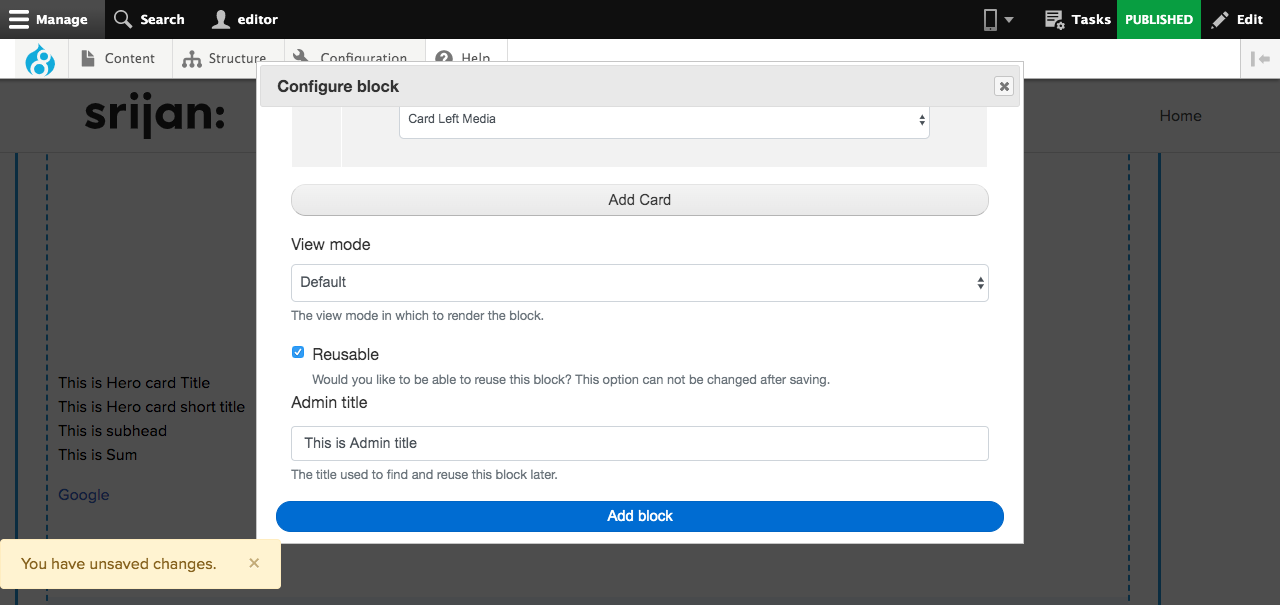 Manage Search editor Tasks PUBLISHED Edit
Content Structure Configuration Help
Configure block
srijan:
Home
Card Left Media
Add Card
View mode
Default
The view mode in which to render the block.
Reusable
Would you like to be able to reuse this block? This option can not be changed after saving.
Admin title
This is Admin title
The title used to find and reuse this block later.
Add block
This is Hero card Title
This is Hero card short title
This is subhead
This is Sum
Google
You have unsaved changes.